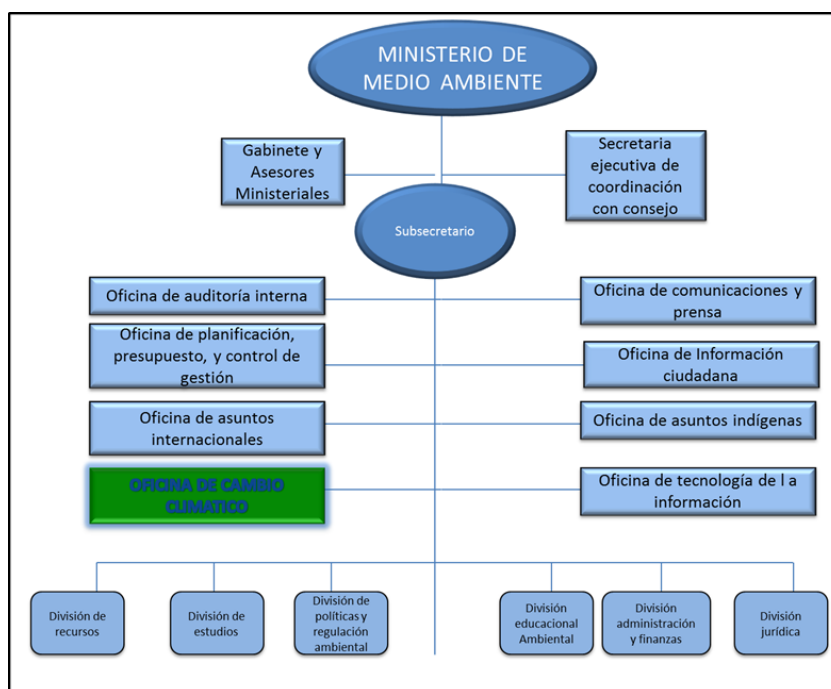 MINISTERIO DE
MEDIO AMBIENTE
Gabinete y
Asesores
Ministeriales
Secretaria
ejecutiva de
coordinación
con consejo
Subsecretario
Oficina de auditoría interna
Oficina de comunicaciones y
prensa
Oficina de planificación,
presupuesto, y control de
gestión
Oficina de Información
ciudadana
Oficina de asuntos
internacionales
Oficina de asuntos indígenas
OFICINA DE CAMBIO
CLIMATICO
Oficina de tecnología de l a
información
División de
recursos
División de
estudios
División de
políticas y
regulación
ambiental
División
educacional
Ambiental
División
administración
y finanzas
División
jurídica